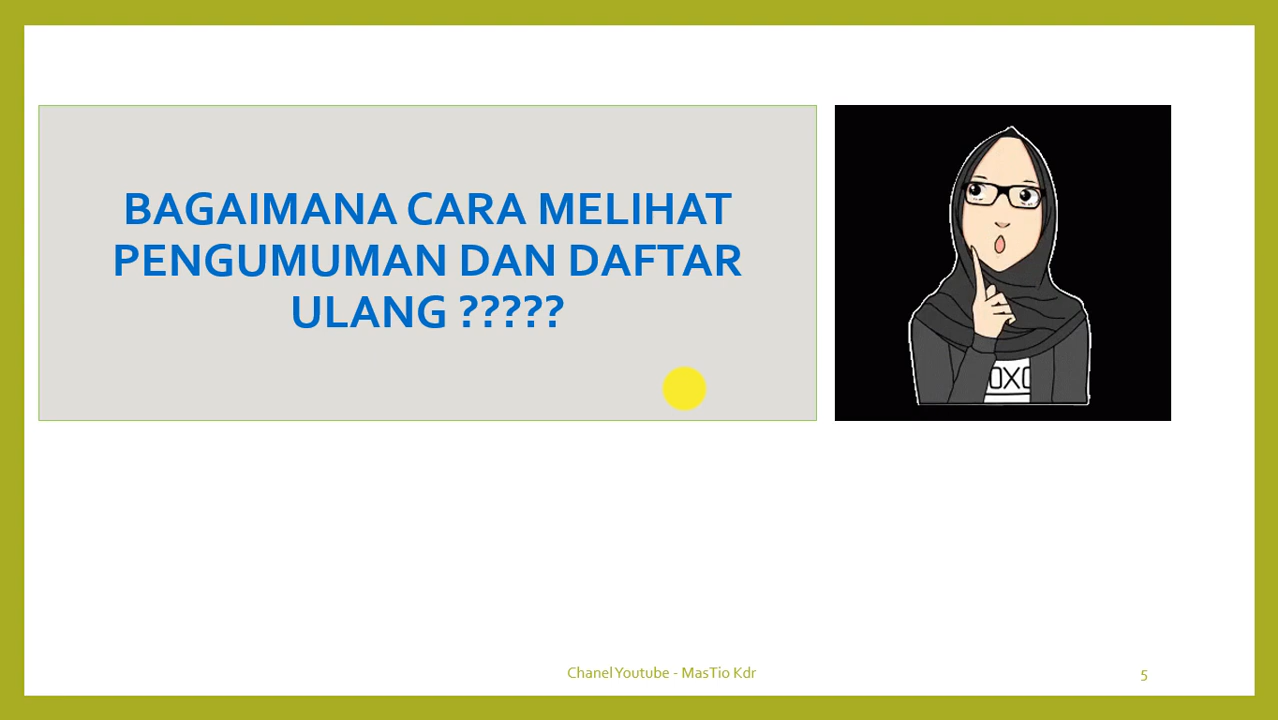 BAGAIMANA CARA MELIHAT
PENGUMUMAN DAN DAFTAR
ULANG ?????
OXO
Chanel Youtube - MasTio Kdr
5